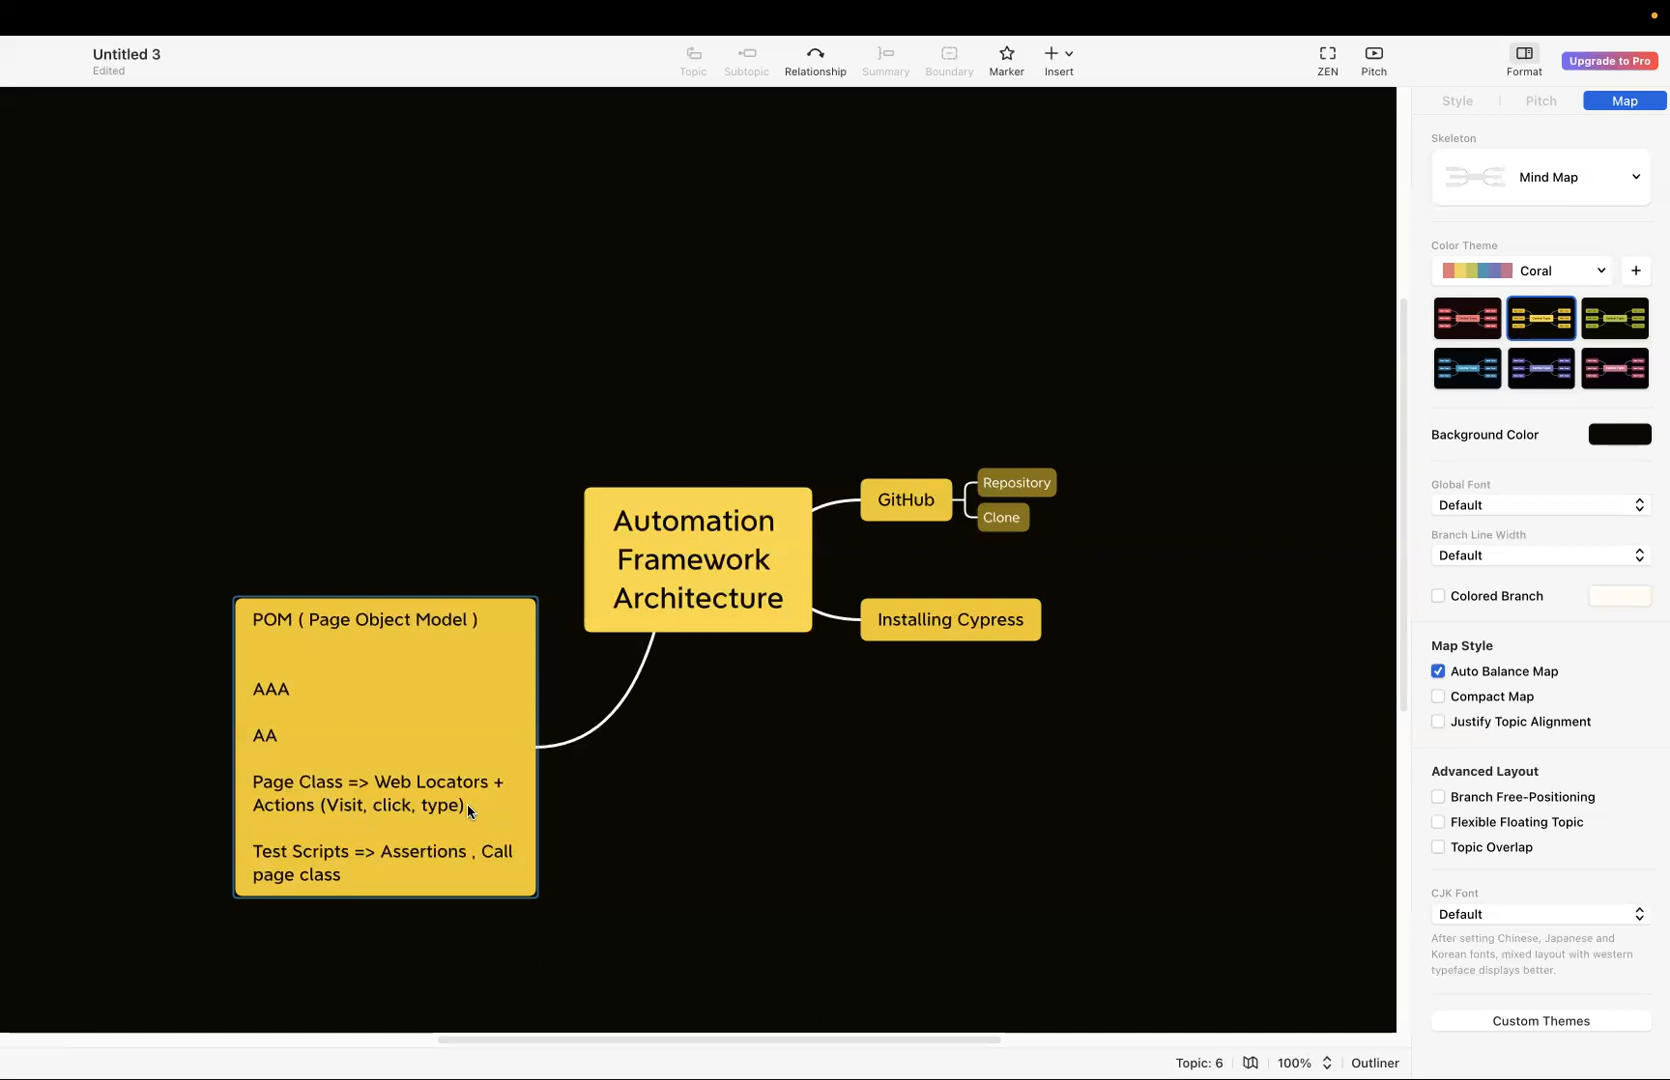 Untitled 3
Edited
Topic
Subtopic
Relationship
Summary
Boundary
Marker
Insert
ZEN
Pitch
Format
Upgrade to Pro
Style
Pitch
Map
Skeleton
Mind Map
Color Theme
Coral
Background Color
Global Font
Default
Branch Line Width
Default
Colored Branch
Map Style
Auto Balance Map
Compact Map
Justify Topic Alignment
Advanced Layout
Branch Free-Positioning
Flexible Floating Topic
Topic Overlap
CJK Font
Default
After setting Chinese, Japanese and
Korean fonts, mixed layout with western
typeface displays better.
Custom Themes
Automation
Framework
Architecture
GitHub
Repository
Clone
Installing Cypress
POM ( Page Object Model )
AAA
AA
Page Class => Web Locators +
Actions (Visit, click, type)
Test Scripts => Assertions , Call
page class
Topic: 6
100%
Outliner